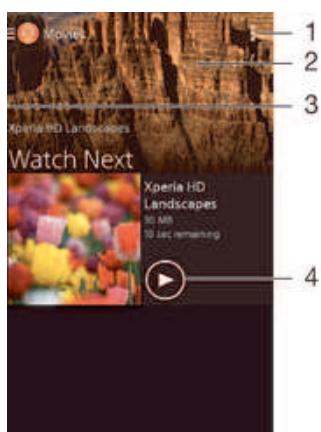 Movies
1
2
3
Xperia HD Landscapes
Watch Next
Xperia HD
Landscapes
30 MB
10 sec remaining
4